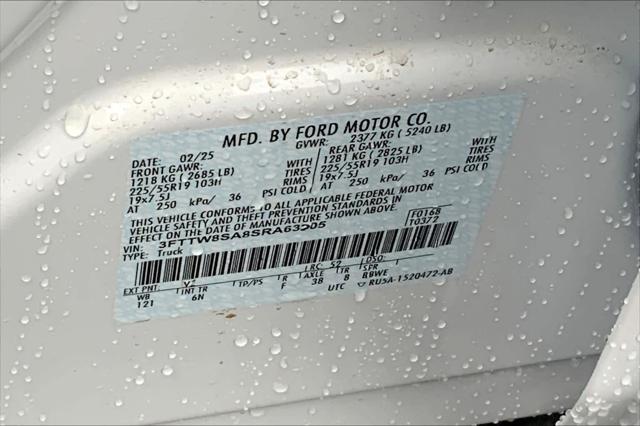 MFD. BY FORD MOTOR CO.
DATE: 02/25 GVWR: 2377 KG ( 5240 LB)
FRONT GAWR: WITH REAR GAWR: WITH
1218 KG ( 2685 LB) TIRES 1281 KG ( 2825 LB) TIRES
225/55R19 103H RIMS 225/55R19 103H RIMS
19x7.5J 19x7.5J
AT 250 kPa/ 36 PSI COLD AT 250 kPa/ 36 PSI COLD
THIS VEHICLE CONFORMS TO ALL APPLICABLE FEDERAL MOTOR
VEHICLE SAFETY AND THEFT PREVENTION STANDARDS IN
EFFECT ON THE DATE OF MANUFACTURE SHOWN ABOVE. F0168
VIN: T0372
TYPE: Truck
EXT PNT: LRC: 52 DSO:
WB INT TR TP/PS R AXLE TR SPR
121 6N F 38 8 BBWE
UTC RU5A-1520472-AB